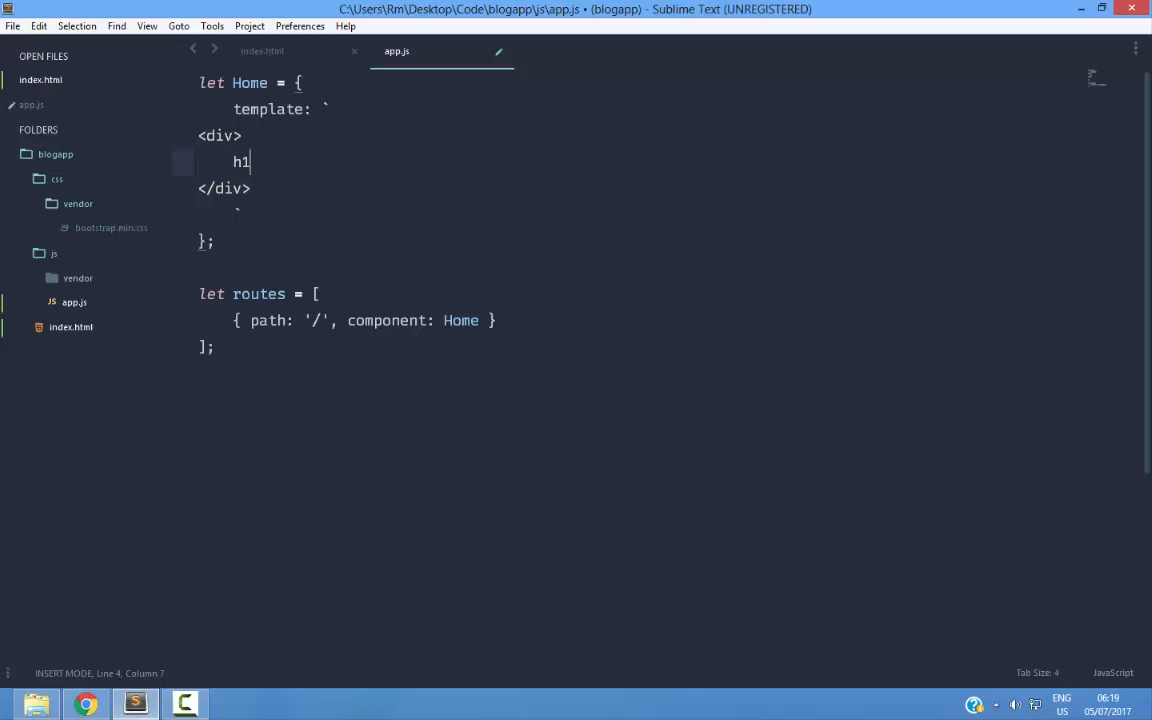 C:\Users\Rm\Desktop\Code\blogapp\js\app.js • (blogapp) - Sublime Text (UNREGISTERED)
File Edit Selection Find View Goto Tools Project Preferences Help
OPEN FILES
index.html
app.js
FOLDERS
blogapp
css
vendor
bootstrap.min.css
js
vendor
JS app.js
index.html
index.html × app.js
let Home = {
    template: `
<div>
    h1
</div>
    `
};
let routes = [
    { path: '/', component: Home }
];
INSERT MODE, Line 4, Column 7
Tab Size: 4 JavaScript
ENG 06:19
US 05/07/2017